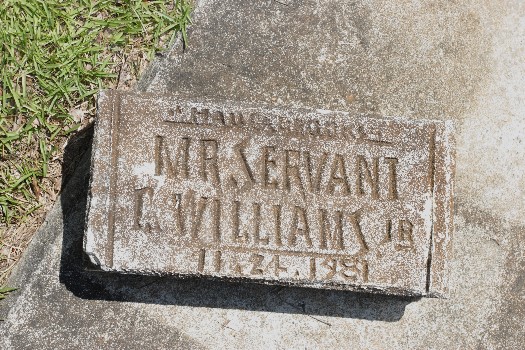 MR. SERVANT
C. WILLIAMS JR
11.24.1981